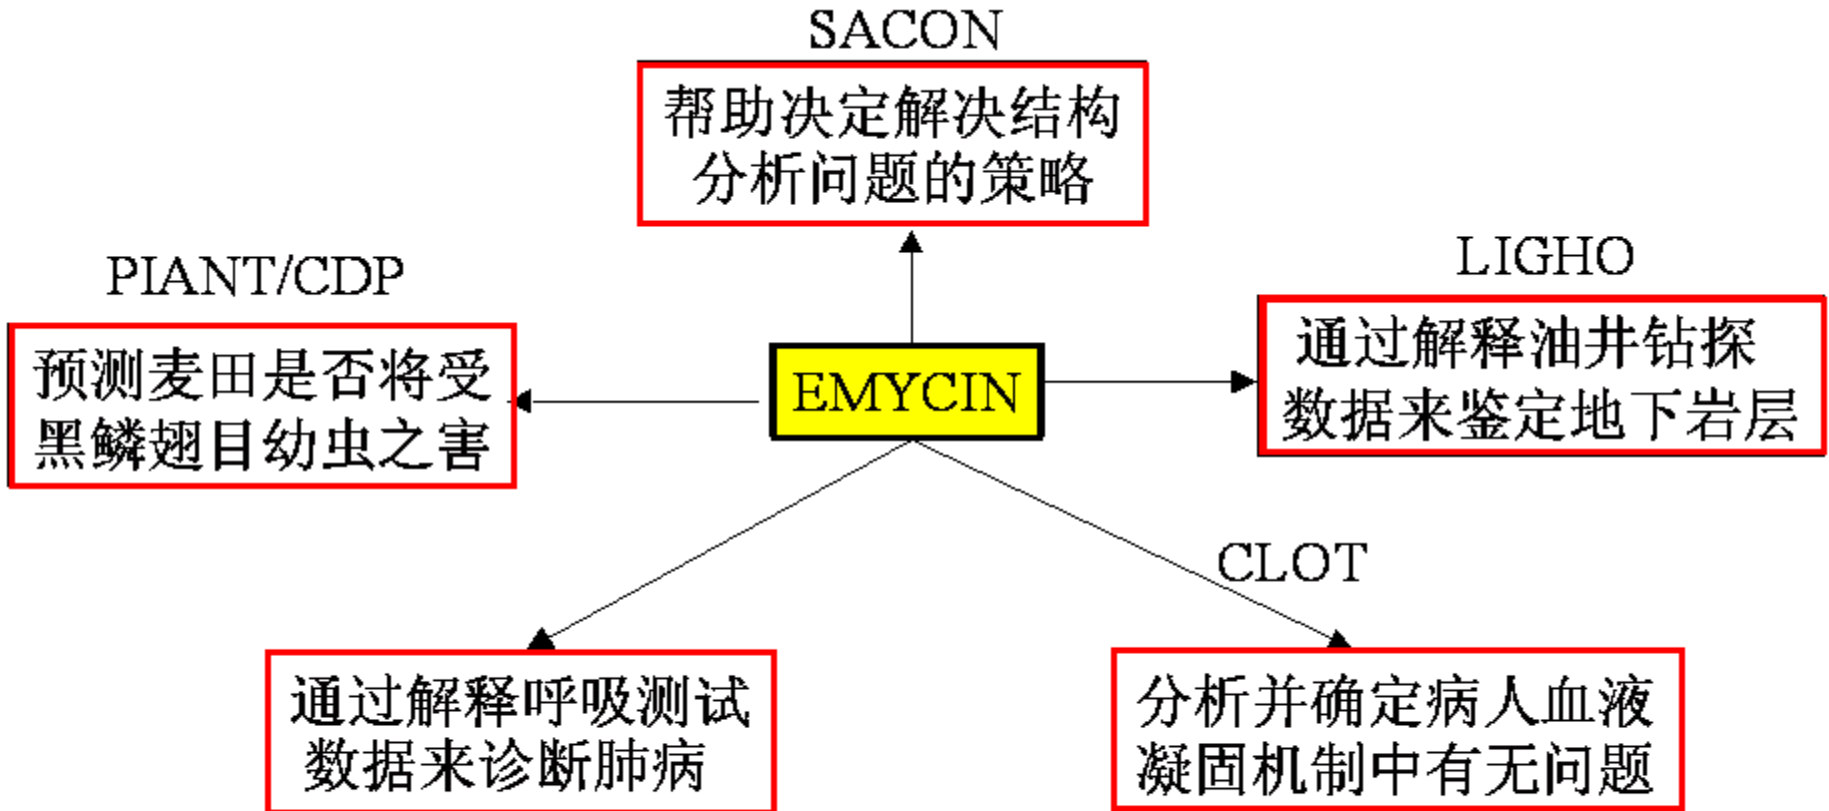 SACON
帮助决定解决结构
分析问题的策略
PIANT/CDP
预测麦田是否将受
黑鳞翅目幼虫之害
EMYCIN
LIGHO
通过解释油井钻探
数据来鉴定地下岩层
通过解释呼吸测试
数据来诊断肺病
CLOT
分析并确定病人血液
凝固机制中有无问题